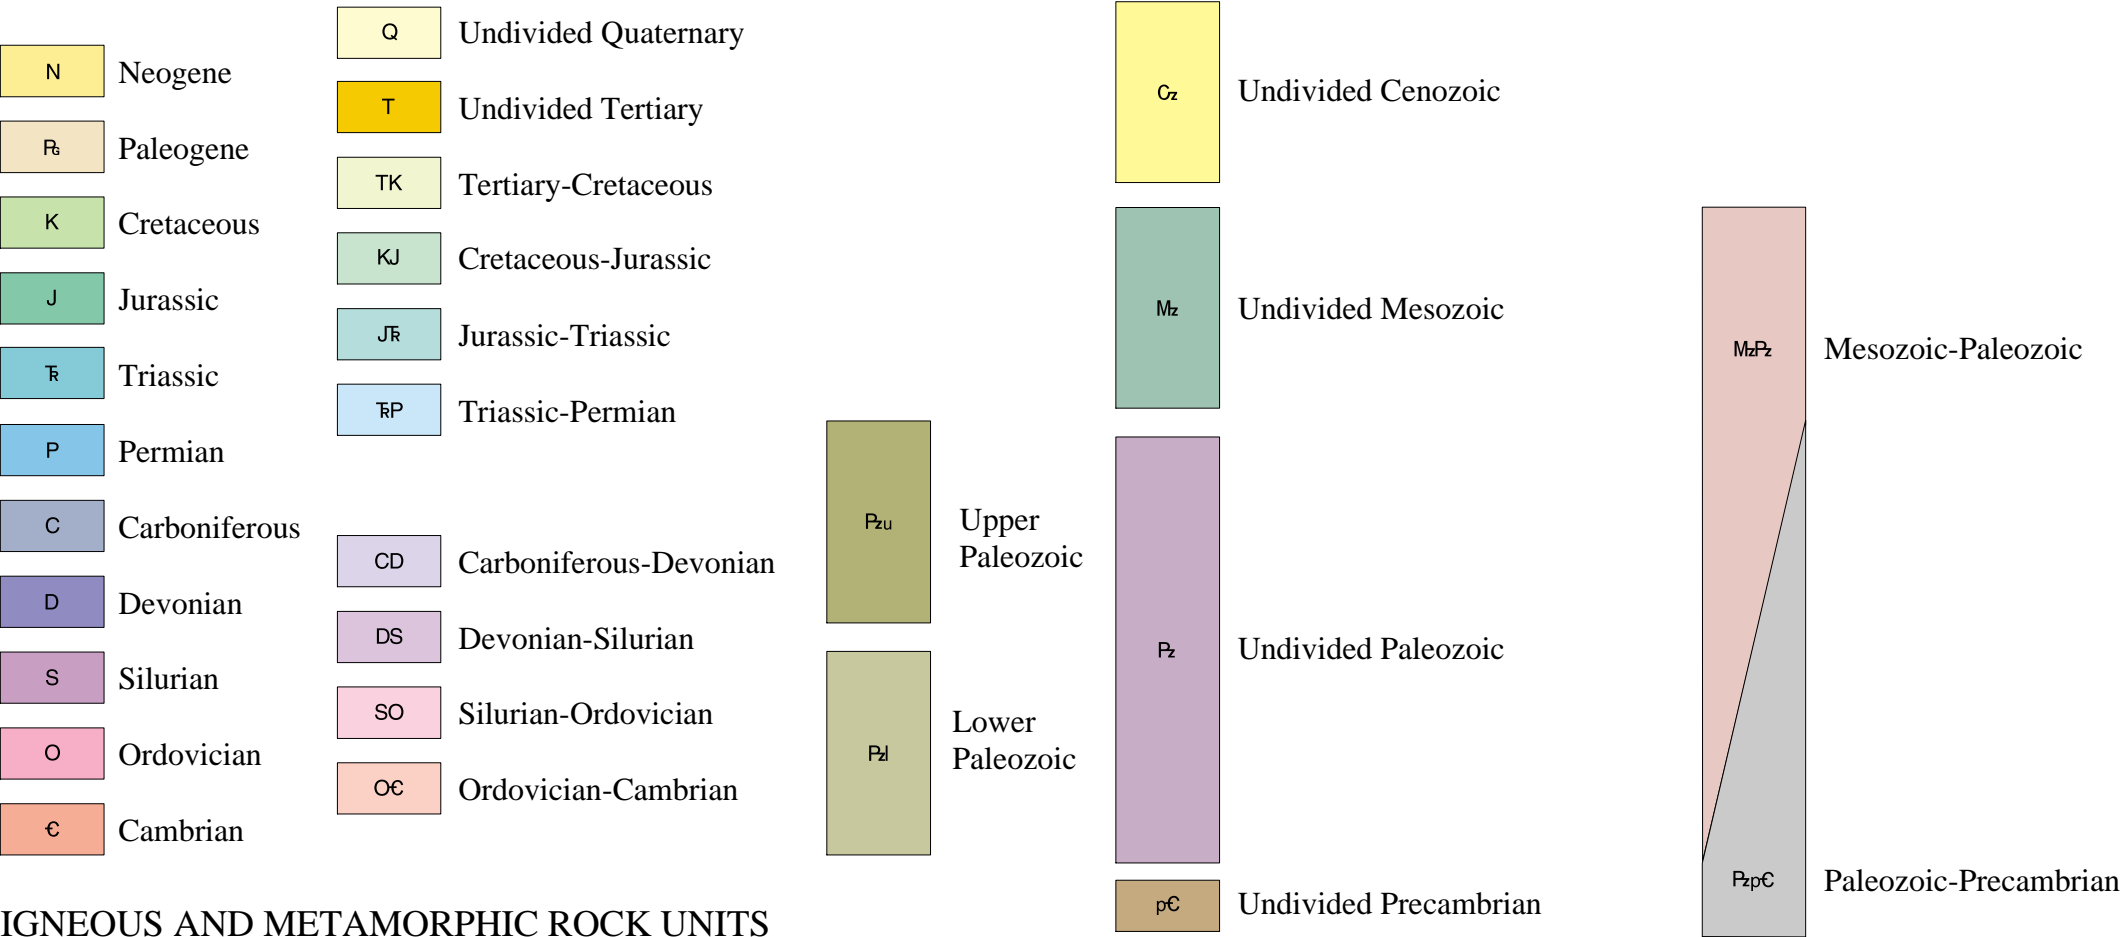 N Neogene
P₌G Paleogene
K Cretaceous
J Jurassic
TR Triassic
P Permian
C Carboniferous
D Devonian
S Silurian
O Ordovician
Є Cambrian
Q Undivided Quaternary
T Undivided Tertiary
TK Tertiary-Cretaceous
KJ Cretaceous-Jurassic
JTR Jurassic-Triassic
TRP Triassic-Permian
CD Carboniferous-Devonian
DS Devonian-Silurian
SO Silurian-Ordovician
OЄ Ordovician-Cambrian
Pzu Upper
Paleozoic
Pzl Lower
Paleozoic
Cz Undivided Cenozoic
Mz Undivided Mesozoic
Pz Undivided Paleozoic
pЄ Undivided Precambrian
MzPz Mesozoic-Paleozoic
PzpЄ Paleozoic-Precambrian
IGNEOUS AND METAMORPHIC ROCK UNITS